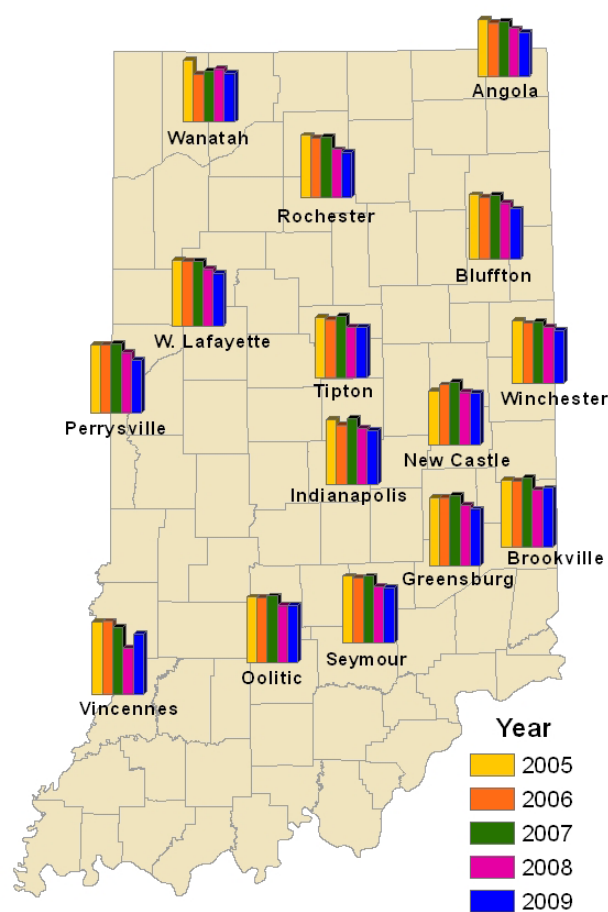 Angola
Wanatah
Rochester
Bluffton
W. Lafayette
Tipton
Winchester
Perrysville
New Castle
Indianapolis
Brookville
Greensburg
Seymour
Oolitic
Vincennes
Year
2005
2006
2007
2008
2009